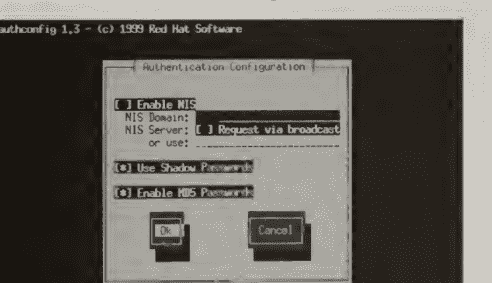 authconfig 1.3 - (c) 1999 Red Hat Software
Authentication Configuration
[ ] Enable NIS
NIS Domain:
NIS Server: [ ] Request via broadcast
or use:
[*] Use Shadow Passwords
[*] Enable MD5 Passwords
Ok Cancel